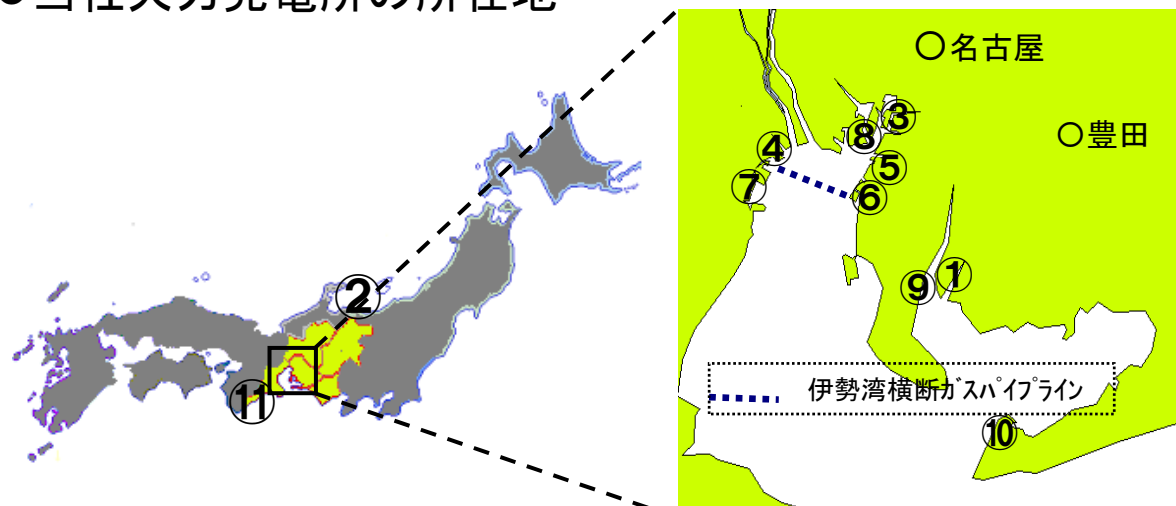 ●当社火力発電所の所在地
○名古屋
③
⑧
○豊田
④
⑤
⑦
⑥
①
⑨
②
伊勢湾横断ガスパイプライン
⑪
⑩